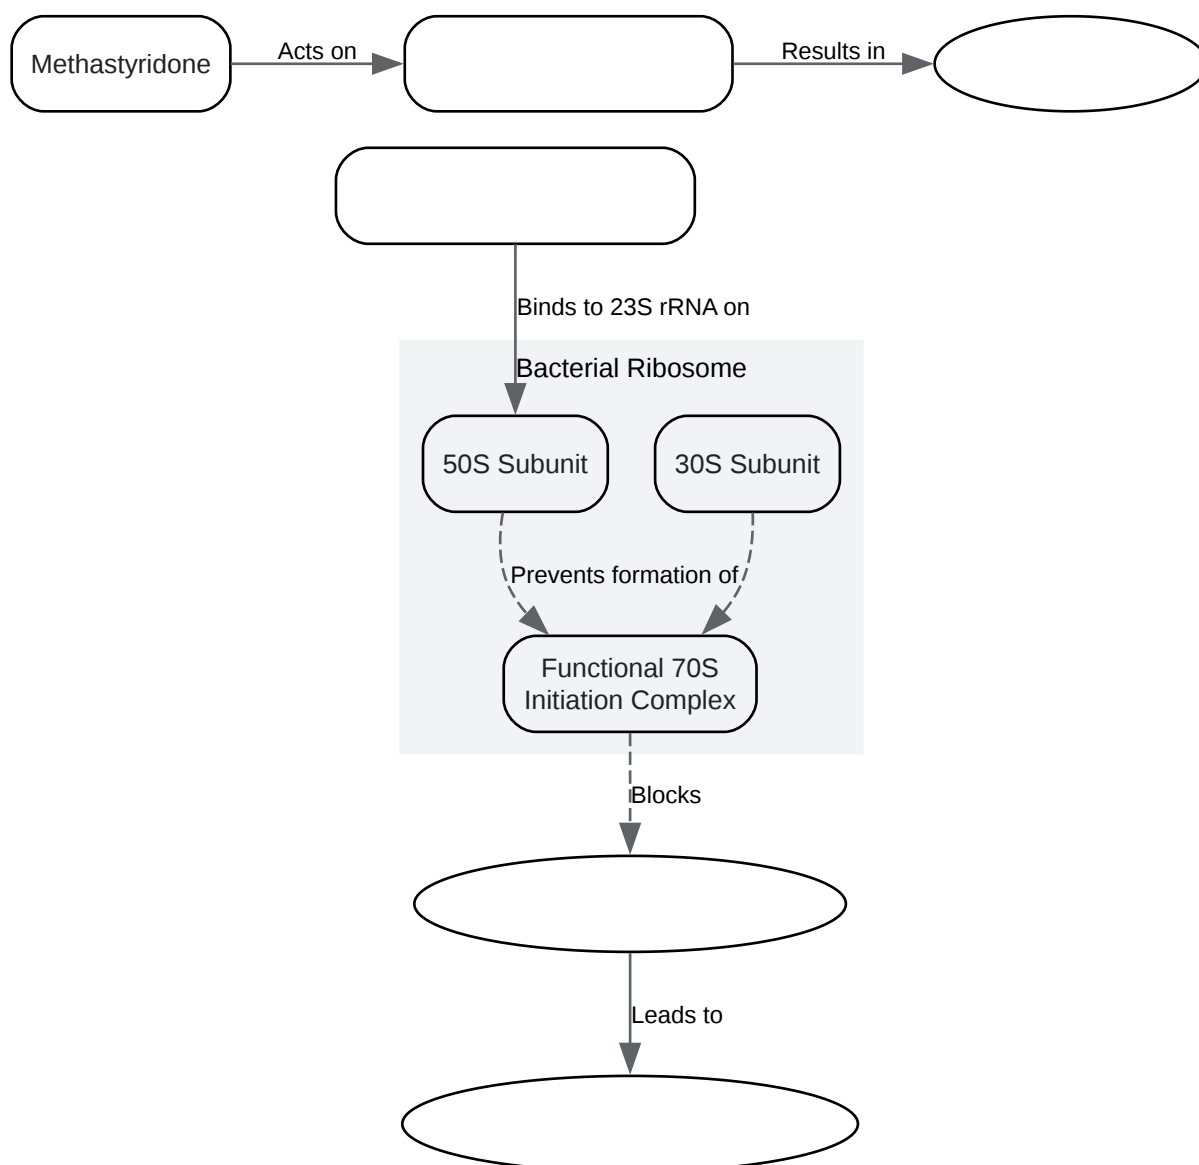 Methastyridone
Acts on
Results in
Binds to 23S rRNA on
Bacterial Ribosome
50S Subunit
30S Subunit
Prevents formation of
Functional 70S
Initiation Complex
Blocks
Leads to